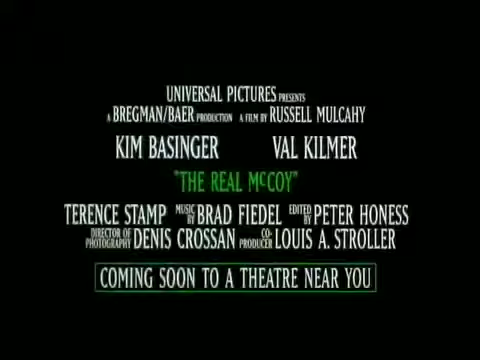 UNIVERSAL PICTURES PRESENTS
A BREGMAN/BAER PRODUCTION A FILM BY RUSSELL MULCAHY
KIM BASINGER VAL KILMER
"THE REAL McCOY"
TERENCE STAMP MUSIC BY BRAD FIEDEL EDITED BY PETER HONESS
DIRECTOR OF PHOTOGRAPHY DENIS CROSSAN CO-PRODUCER LOUIS A. STROLLER
COMING SOON TO A THEATRE NEAR YOU